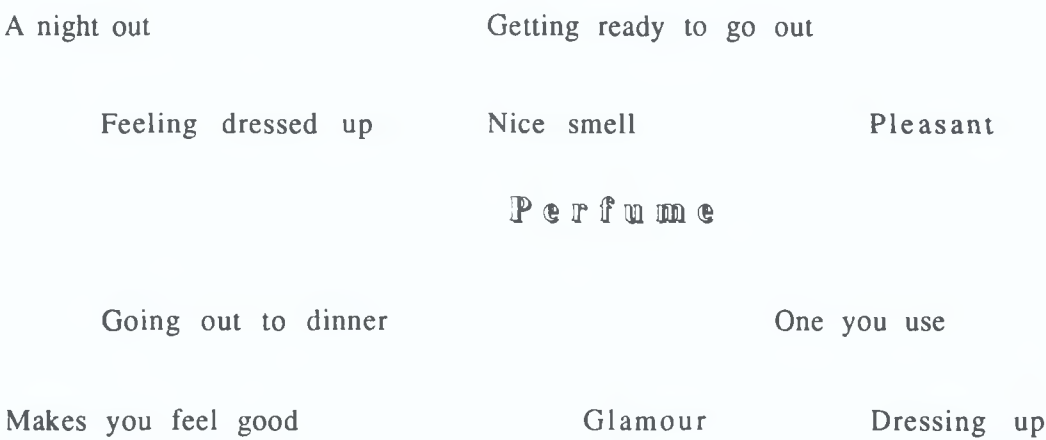 A night out Getting ready to go out
Feeling dressed up Nice smell Pleasant
Perfume
Going out to dinner One you use
Makes you feel good Glamour Dressing up